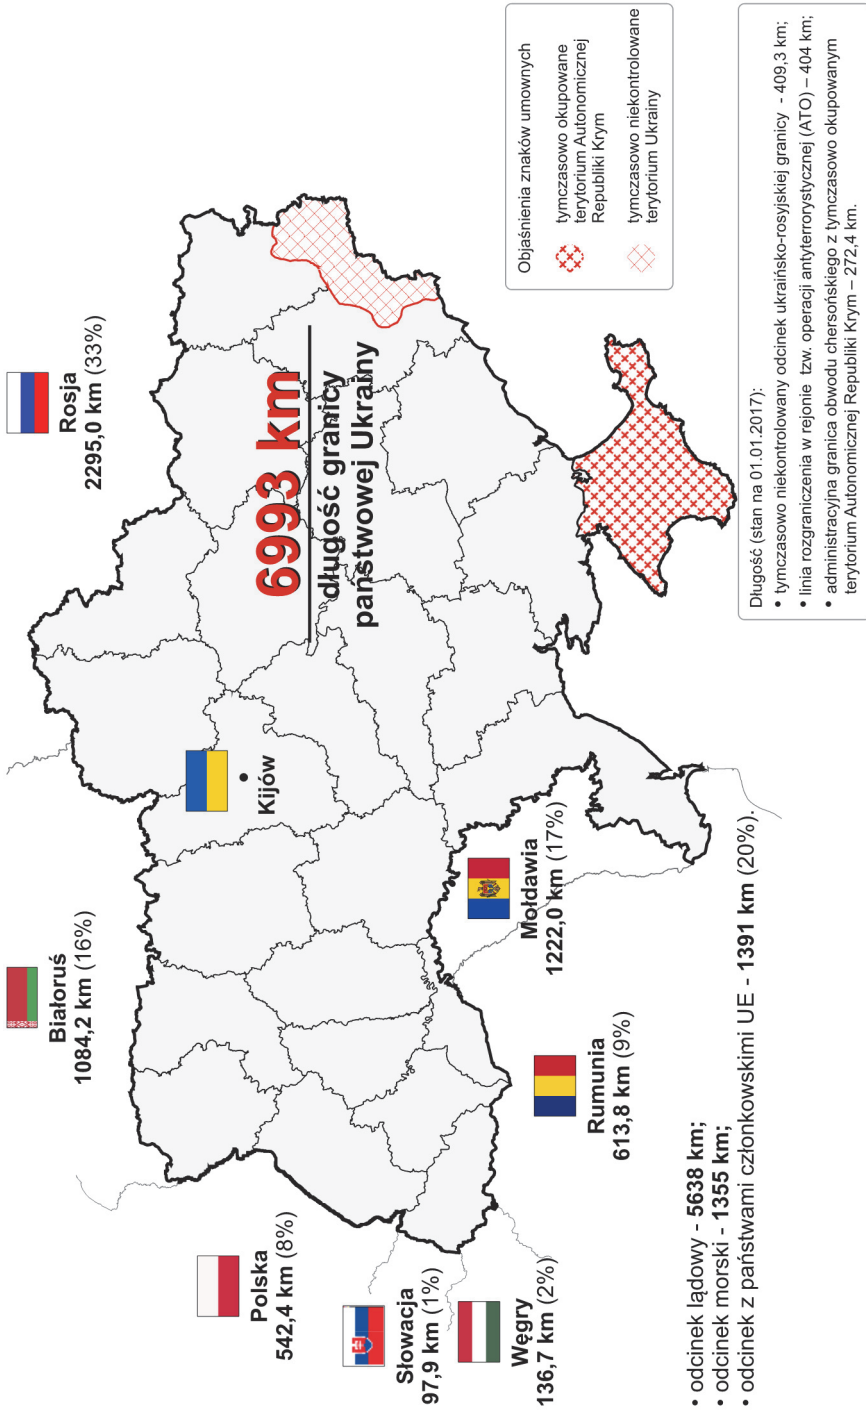 Rosja
2295,0 km (33%)
Białoruś
1084,2 km (16%)
Polska
542,4 km (8%)
Słowacja
97,9 km (1%)
Węgry
136,7 km (2%)
Rumunia
613,8 km (9%)
Mołdawia
1222,0 km (17%)
Kijów
6993 km
długość granicy
państwowej Ukrainy
Objaśnienia znaków umownych
tymczasowo okupowane
terytorium Autonomicznej
Republiki Krym
tymczasowo niekontrolowane
terytorium Ukrainy
• odcinek lądowy - 5638 km;
• odcinek morski - 1355 km;
• odcinek z państwami członkowskimi UE - 1391 km (20%).
Długość (stan na 01.01.2017):
• tymczasowo niekontrolowany odcinek ukraińsko-rosyjskiej granicy - 409,3 km;
• linia rozgraniczenia w rejonie tzw. operacji antyterrorystycznej (ATO) – 404 km;
• administracyjna granica obwodu chersońskiego z tymczasowo okupowanym
terytorium Autonomicznej Republiki Krym – 272,4 km.